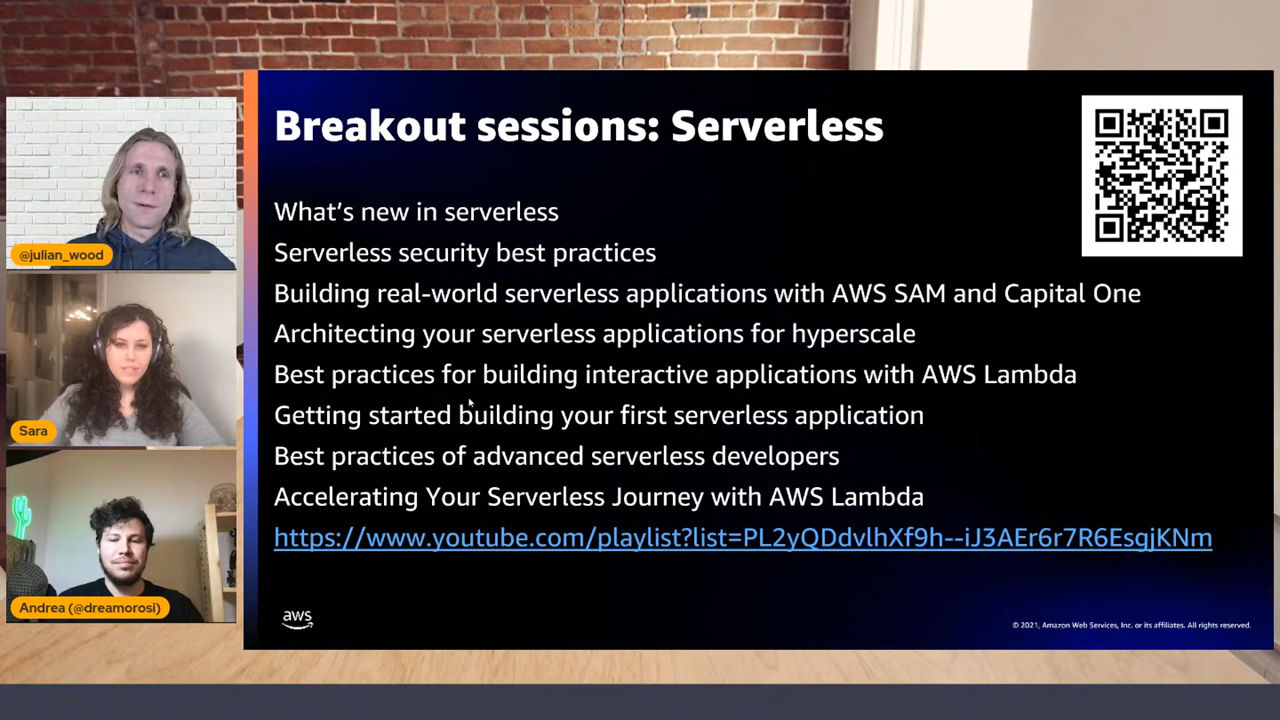 Breakout sessions: Serverless
What's new in serverless
Serverless security best practices
Building real-world serverless applications with AWS SAM and Capital One
Architecting your serverless applications for hyperscale
Best practices for building interactive applications with AWS Lambda
Getting started building your first serverless application
Best practices of advanced serverless developers
Accelerating Your Serverless Journey with AWS Lambda
https://www.youtube.com/playlist?list=PL2yQDdvlhXf9h--iJ3AEr6r7R6EsqjKNm
aws
© 2021, Amazon Web Services, Inc. or its affiliates. All rights reserved.
@julian_wood
Sara
Andrea (@dreamorosi)